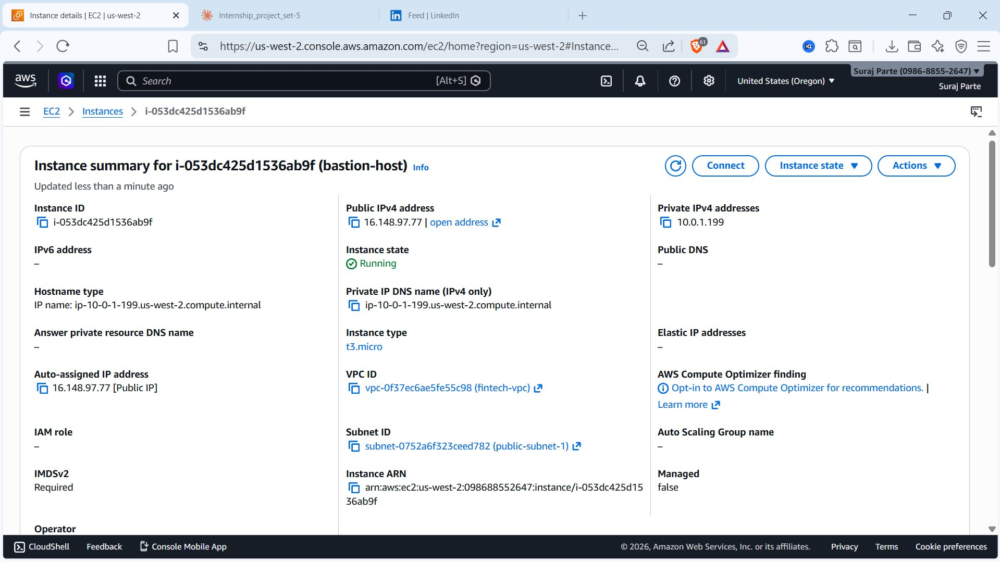 Instance details | EC2 | us-west-2
Internship_project_set-5
Feed | LinkedIn
https://us-west-2.console.aws.amazon.com/ec2/home?region=us-west-2#Instance...
61
aws
Search
[Alt+S]
United States (Oregon)
Suraj Parte (0986-8855-2647)
Suraj Parte
EC2 > Instances > i-053dc425d1536ab9f
Instance summary for i-053dc425d1536ab9f (bastion-host) Info
Connect
Instance state
Actions
Updated less than a minute ago
Instance ID
i-053dc425d1536ab9f
Public IPv4 address
16.148.97.77 | open address
Private IPv4 addresses
10.0.1.199
IPv6 address
–
Instance state
Running
Public DNS
–
Hostname type
IP name: ip-10-0-1-199.us-west-2.compute.internal
Private IP DNS name (IPv4 only)
ip-10-0-1-199.us-west-2.compute.internal
Answer private resource DNS name
–
Instance type
t3.micro
Elastic IP addresses
–
Auto-assigned IP address
16.148.97.77 [Public IP]
VPC ID
vpc-0f37ec6ae5fe55c98 (fintech-vpc)
AWS Compute Optimizer finding
Opt-in to AWS Compute Optimizer for recommendations. |
Learn more
IAM role
–
Subnet ID
subnet-0752a6f323ceed782 (public-subnet-1)
Auto Scaling Group name
–
IMDSv2
Required
Instance ARN
arn:aws:ec2:us-west-2:098688552647:instance/i-053dc425d15
36ab9f
Managed
false
Operator
CloudShell
Feedback
Console Mobile App
© 2026, Amazon Web Services, Inc. or its affiliates.
Privacy
Terms
Cookie preferences